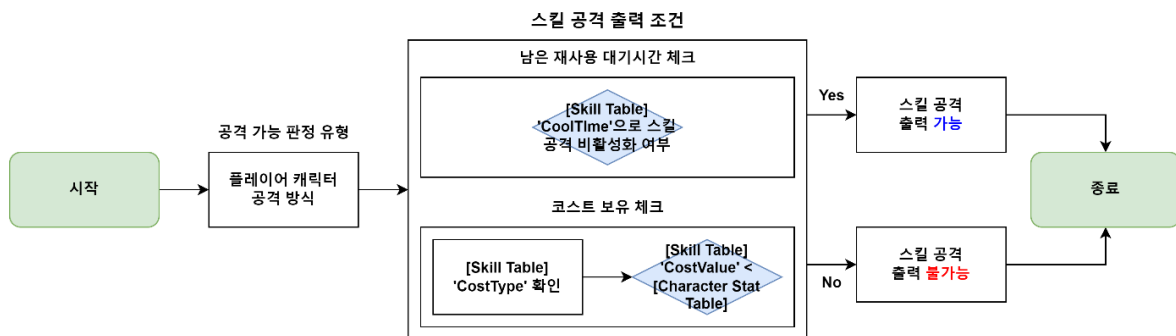 스킬 공격 출력 조건
남은 재사용 대기시간 체크
[Skill Table]
'CoolTIme'으로 스킬
공격 비활성화 여부
Yes
스킬 공격
출력 가능
공격 가능 판정 유형
시작
플레이어 캐릭터
공격 방식
종료
코스트 보유 체크
[Skill Table]
'CostType' 확인
[Skill Table]
'CostValue' <
[Character Stat
Table]
No
스킬 공격
출력 불가능